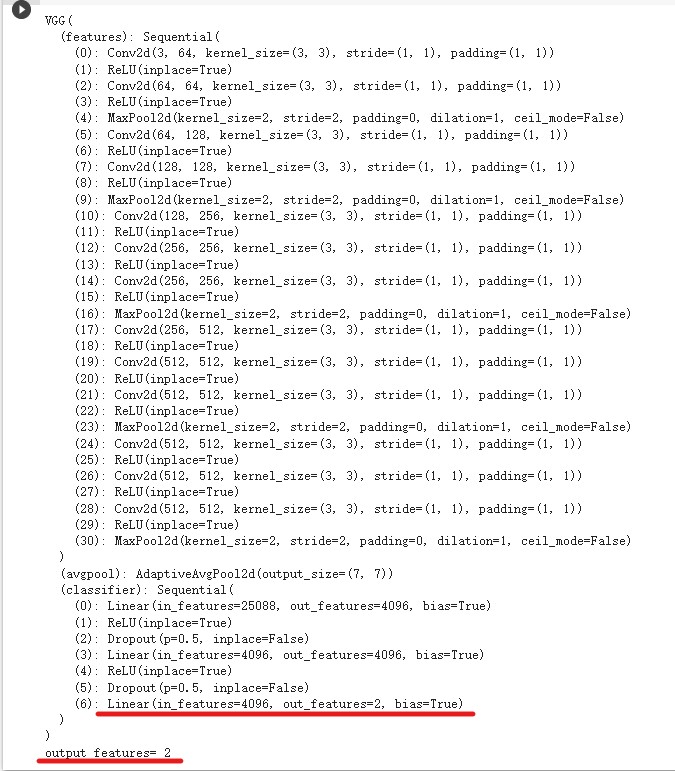 VGG(
(features): Sequential(
(0): Conv2d(3, 64, kernel_size=(3, 3), stride=(1, 1), padding=(1, 1))
(1): ReLU(inplace=True)
(2): Conv2d(64, 64, kernel_size=(3, 3), stride=(1, 1), padding=(1, 1))
(3): ReLU(inplace=True)
(4): MaxPool2d(kernel_size=2, stride=2, padding=0, dilation=1, ceil_mode=False)
(5): Conv2d(64, 128, kernel_size=(3, 3), stride=(1, 1), padding=(1, 1))
(6): ReLU(inplace=True)
(7): Conv2d(128, 128, kernel_size=(3, 3), stride=(1, 1), padding=(1, 1))
(8): ReLU(inplace=True)
(9): MaxPool2d(kernel_size=2, stride=2, padding=0, dilation=1, ceil_mode=False)
(10): Conv2d(128, 256, kernel_size=(3, 3), stride=(1, 1), padding=(1, 1))
(11): ReLU(inplace=True)
(12): Conv2d(256, 256, kernel_size=(3, 3), stride=(1, 1), padding=(1, 1))
(13): ReLU(inplace=True)
(14): Conv2d(256, 256, kernel_size=(3, 3), stride=(1, 1), padding=(1, 1))
(15): ReLU(inplace=True)
(16): MaxPool2d(kernel_size=2, stride=2, padding=0, dilation=1, ceil_mode=False)
(17): Conv2d(256, 512, kernel_size=(3, 3), stride=(1, 1), padding=(1, 1))
(18): ReLU(inplace=True)
(19): Conv2d(512, 512, kernel_size=(3, 3), stride=(1, 1), padding=(1, 1))
(20): ReLU(inplace=True)
(21): Conv2d(512, 512, kernel_size=(3, 3), stride=(1, 1), padding=(1, 1))
(22): ReLU(inplace=True)
(23): MaxPool2d(kernel_size=2, stride=2, padding=0, dilation=1, ceil_mode=False)
(24): Conv2d(512, 512, kernel_size=(3, 3), stride=(1, 1), padding=(1, 1))
(25): ReLU(inplace=True)
(26): Conv2d(512, 512, kernel_size=(3, 3), stride=(1, 1), padding=(1, 1))
(27): ReLU(inplace=True)
(28): Conv2d(512, 512, kernel_size=(3, 3), stride=(1, 1), padding=(1, 1))
(29): ReLU(inplace=True)
(30): MaxPool2d(kernel_size=2, stride=2, padding=0, dilation=1, ceil_mode=False)
)
(avgpool): AdaptiveAvgPool2d(output_size=(7, 7))
(classifier): Sequential(
(0): Linear(in_features=25088, out_features=4096, bias=True)
(1): ReLU(inplace=True)
(2): Dropout(p=0.5, inplace=False)
(3): Linear(in_features=4096, out_features=4096, bias=True)
(4): ReLU(inplace=True)
(5): Dropout(p=0.5, inplace=False)
(6): Linear(in_features=4096, out_features=2, bias=True)
)
)
output features= 2